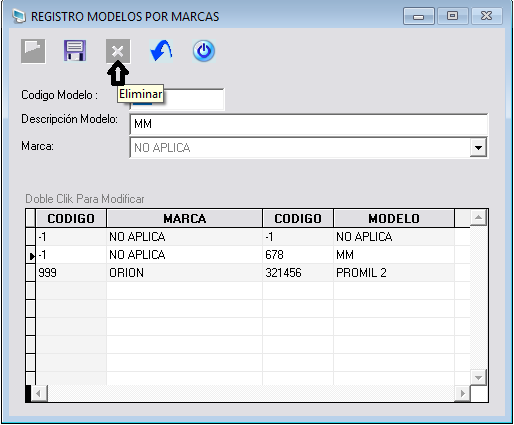 REGISTRO MODELOS POR MARCAS
Eliminar
Codigo Modelo :
Descripción Modelo:
MM
Marca:
NO APLICA
Doble Clik Para Modificar
CODIGO MARCA CODIGO MODELO
-1 NO APLICA -1 NO APLICA
-1 NO APLICA 678 MM
999 ORION 321456 PROMIL 2